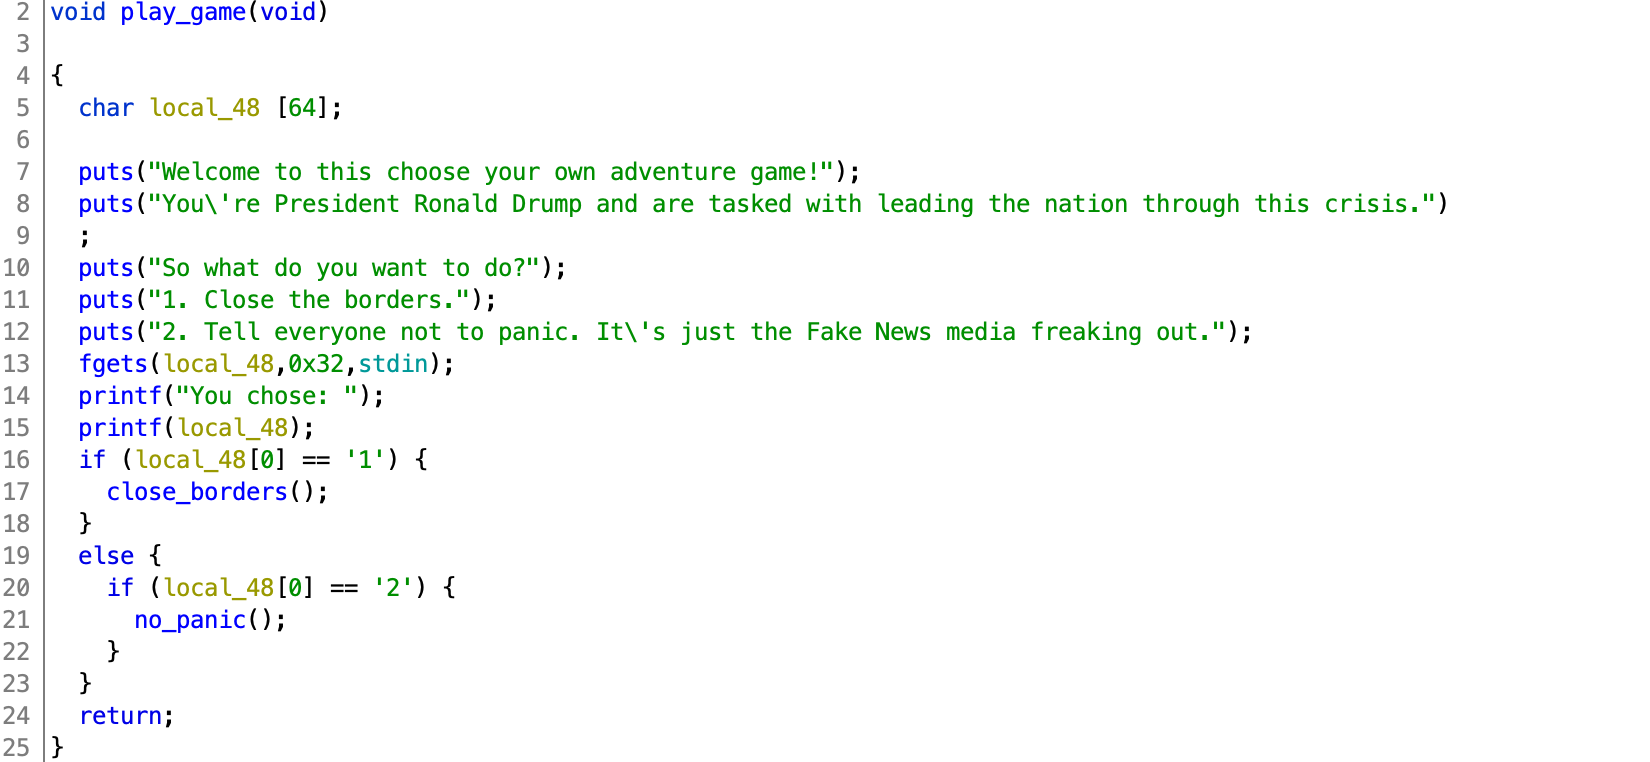 2 void play_game(void)
3
4 {
5   char local_48 [64];
6
7   puts("Welcome to this choose your own adventure game!");
8   puts("You\'re President Ronald Drump and are tasked with leading the nation through this crisis.")
9   ;
10   puts("So what do you want to do?");
11   puts("1. Close the borders.");
12   puts("2. Tell everyone not to panic. It\'s just the Fake News media freaking out.");
13   fgets(local_48,0x32,stdin);
14   printf("You chose: ");
15   printf(local_48);
16   if (local_48[0] == '1') {
17     close_borders();
18   }
19   else {
20     if (local_48[0] == '2') {
21       no_panic();
22     }
23   }
24   return;
25 }